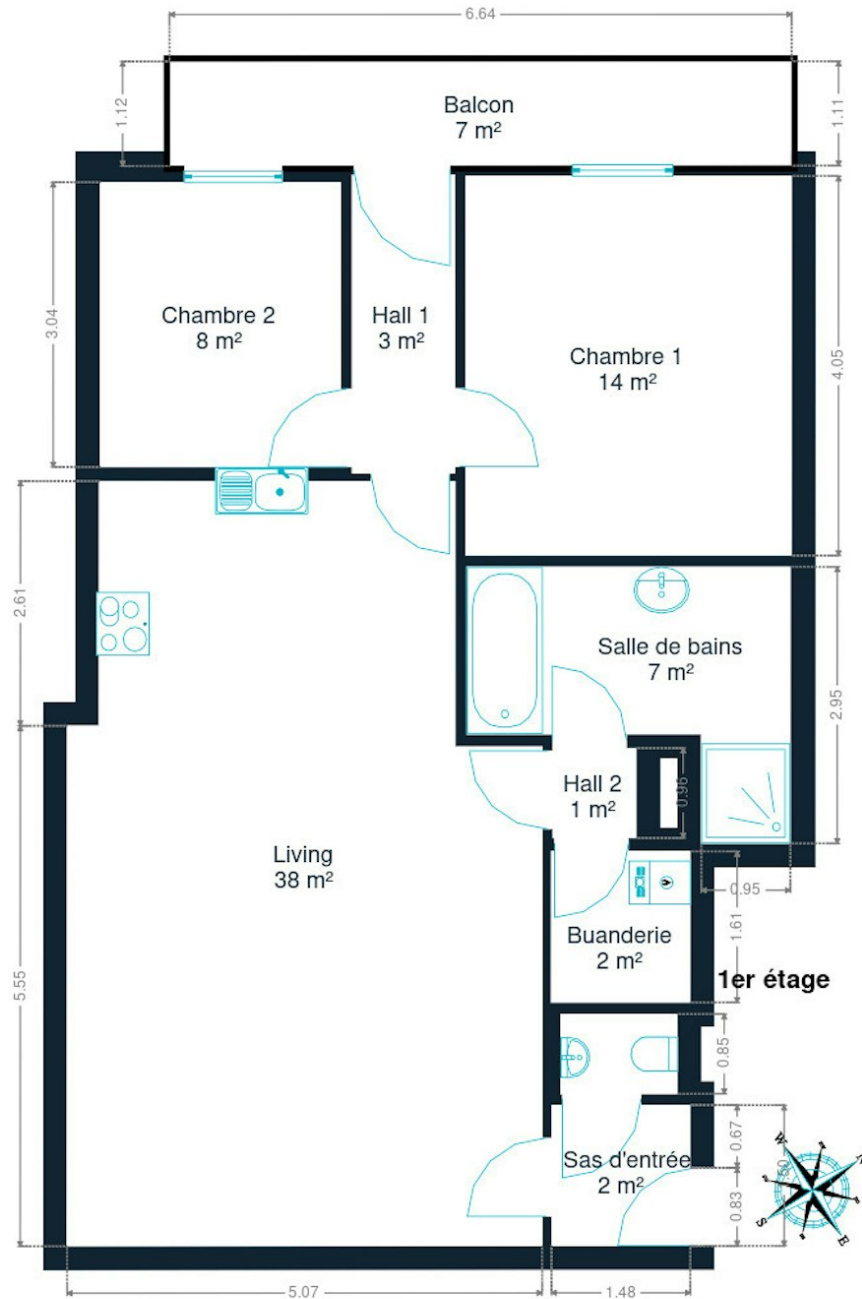 6.64
1.12
Balcon
7 m²
1.11
3.04
Chambre 2
8 m²
Hall 1
3 m²
Chambre 1
14 m²
4.05
2.61
Salle de bains
7 m²
2.95
Hall 2
1 m²
0.96
Living
38 m²
0.95
Buanderie
2 m²
1.61
5.55
1er étage
0.85
0.67
W
S
E
Sas d'entrée
2 m²
0.83
5.07
1.48